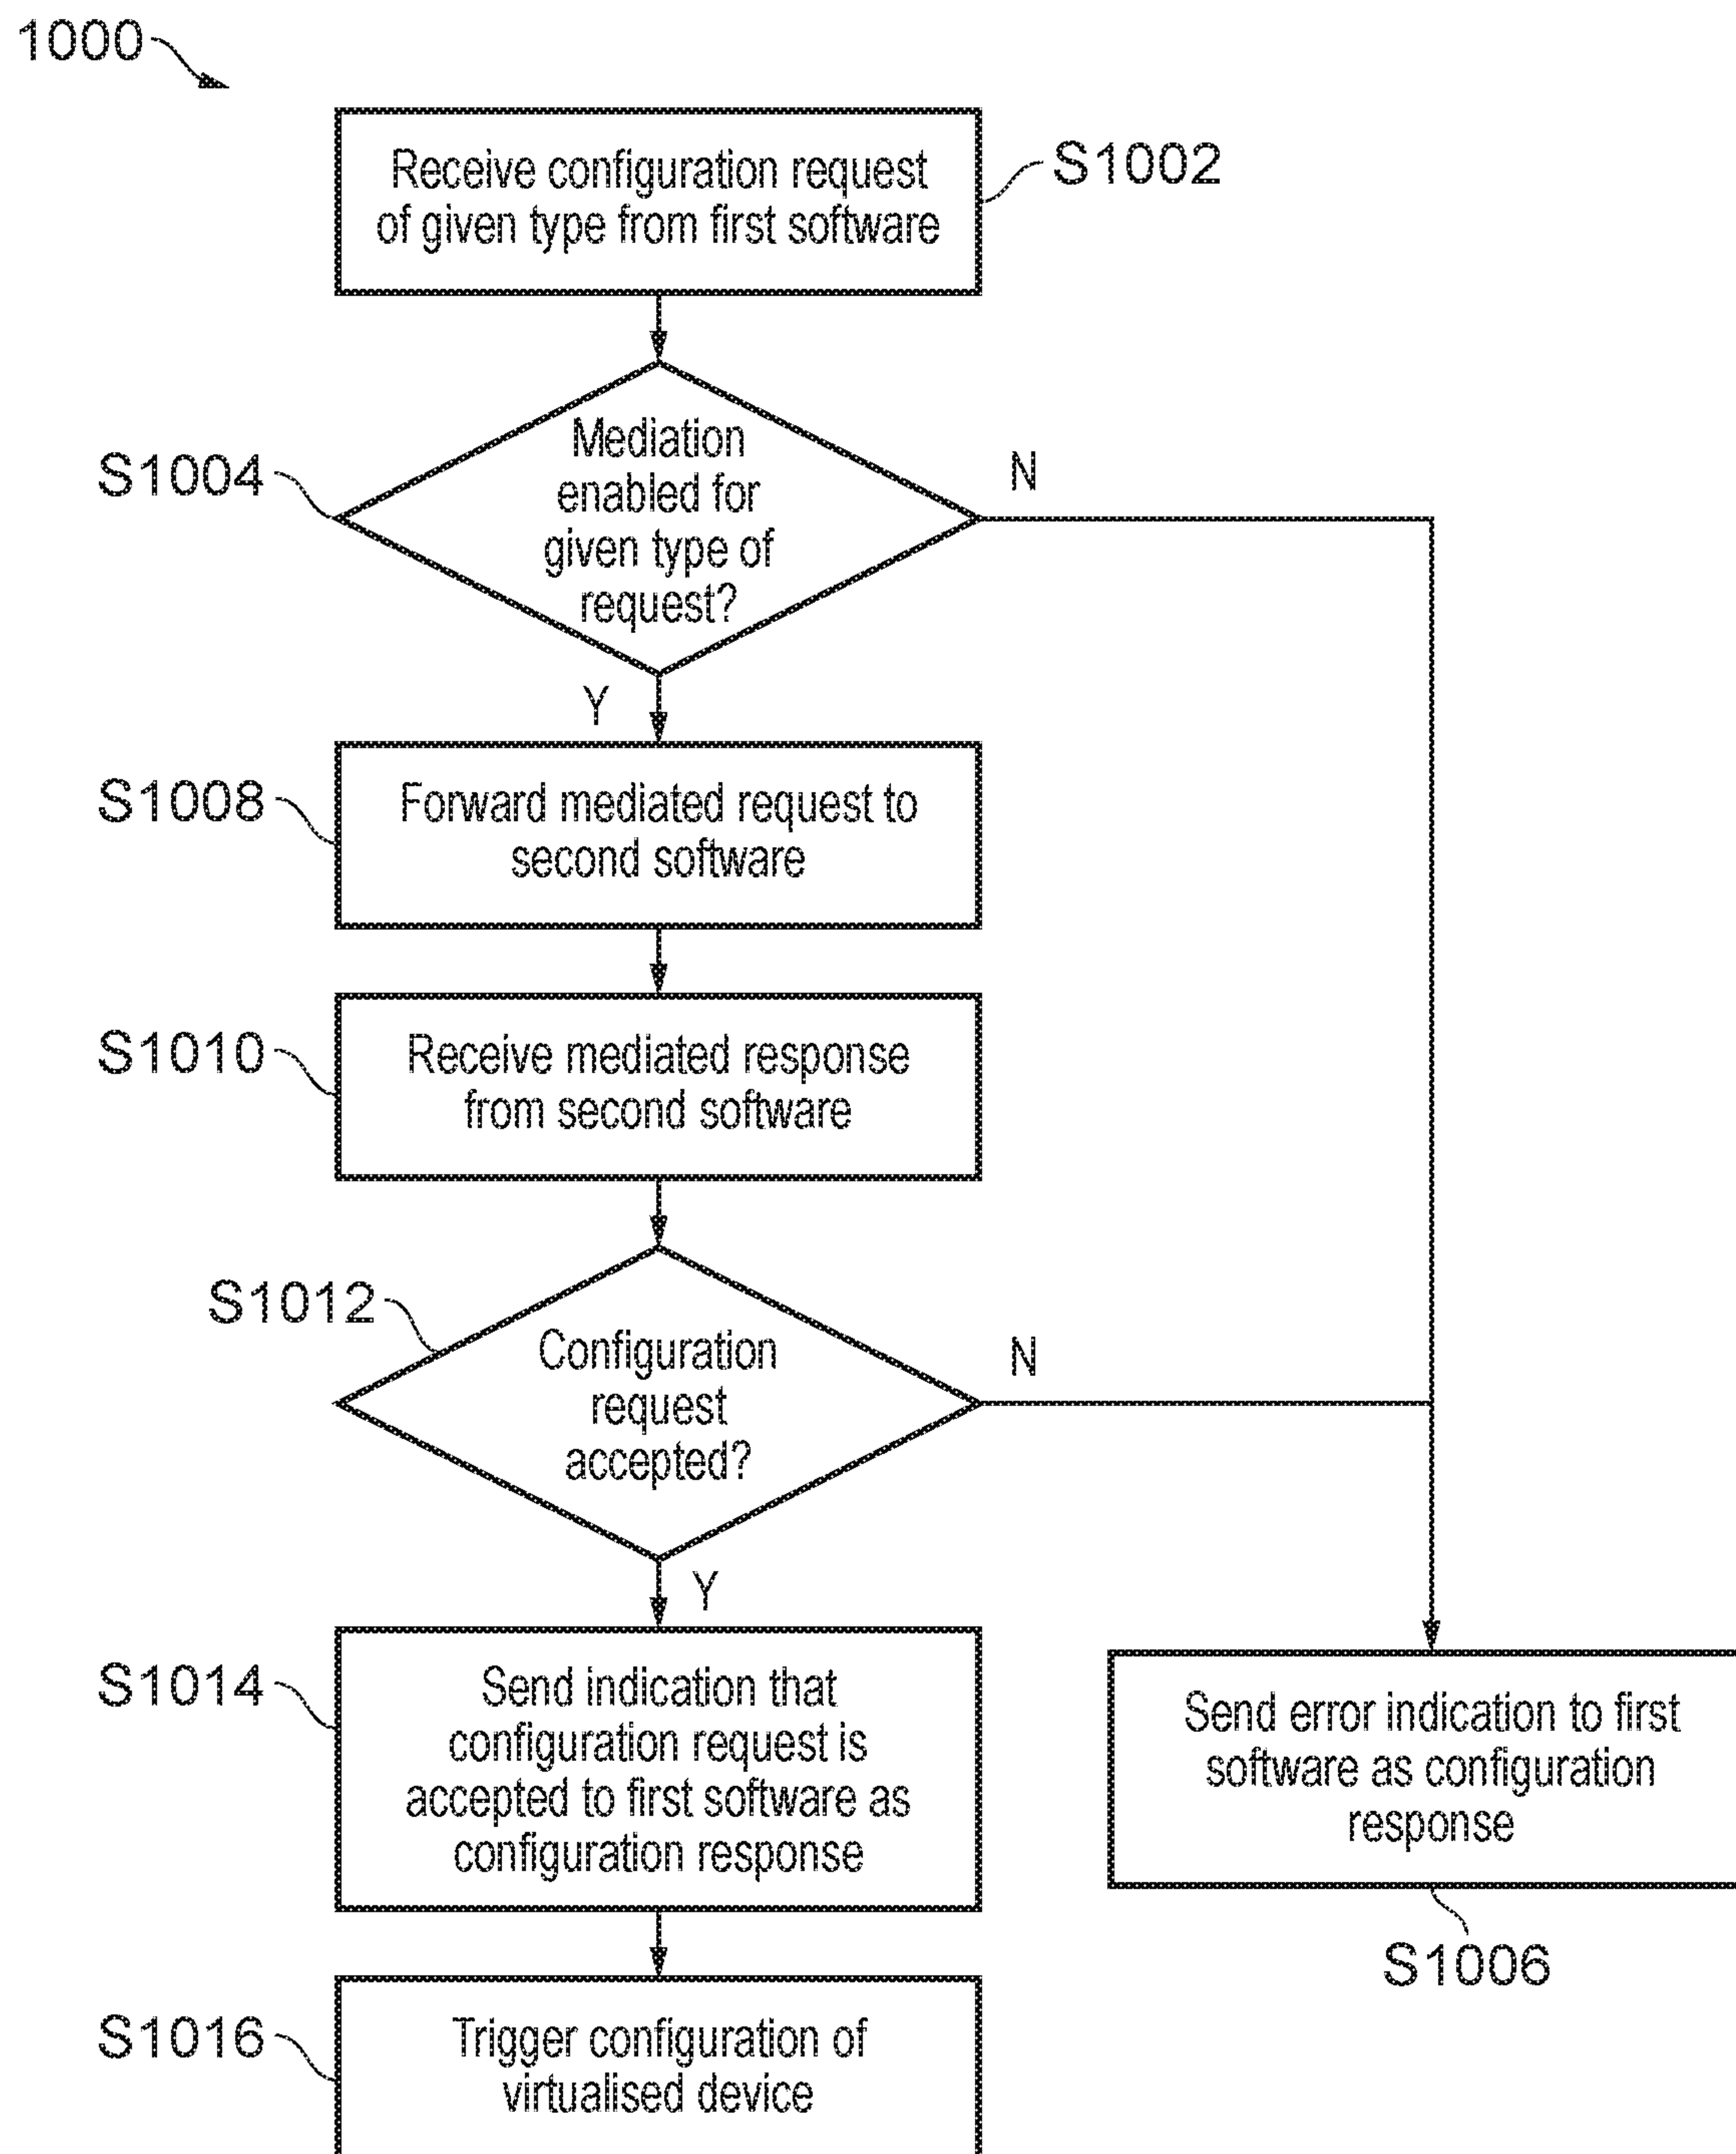 1000
Receive configuration request
of given type from first software
S1002
S1004
Mediation
enabled for
given type of
request?
N
Y
S1008
Forward mediated request to
second software
S1010
Receive mediated response
from second software
S1012
Configuration
request
accepted?
N
Y
S1014
Send indication that
configuration request is
accepted to first software as
configuration response
Send error indication to first
software as configuration
response
S1006
S1016
Trigger configuration of
virtualised device